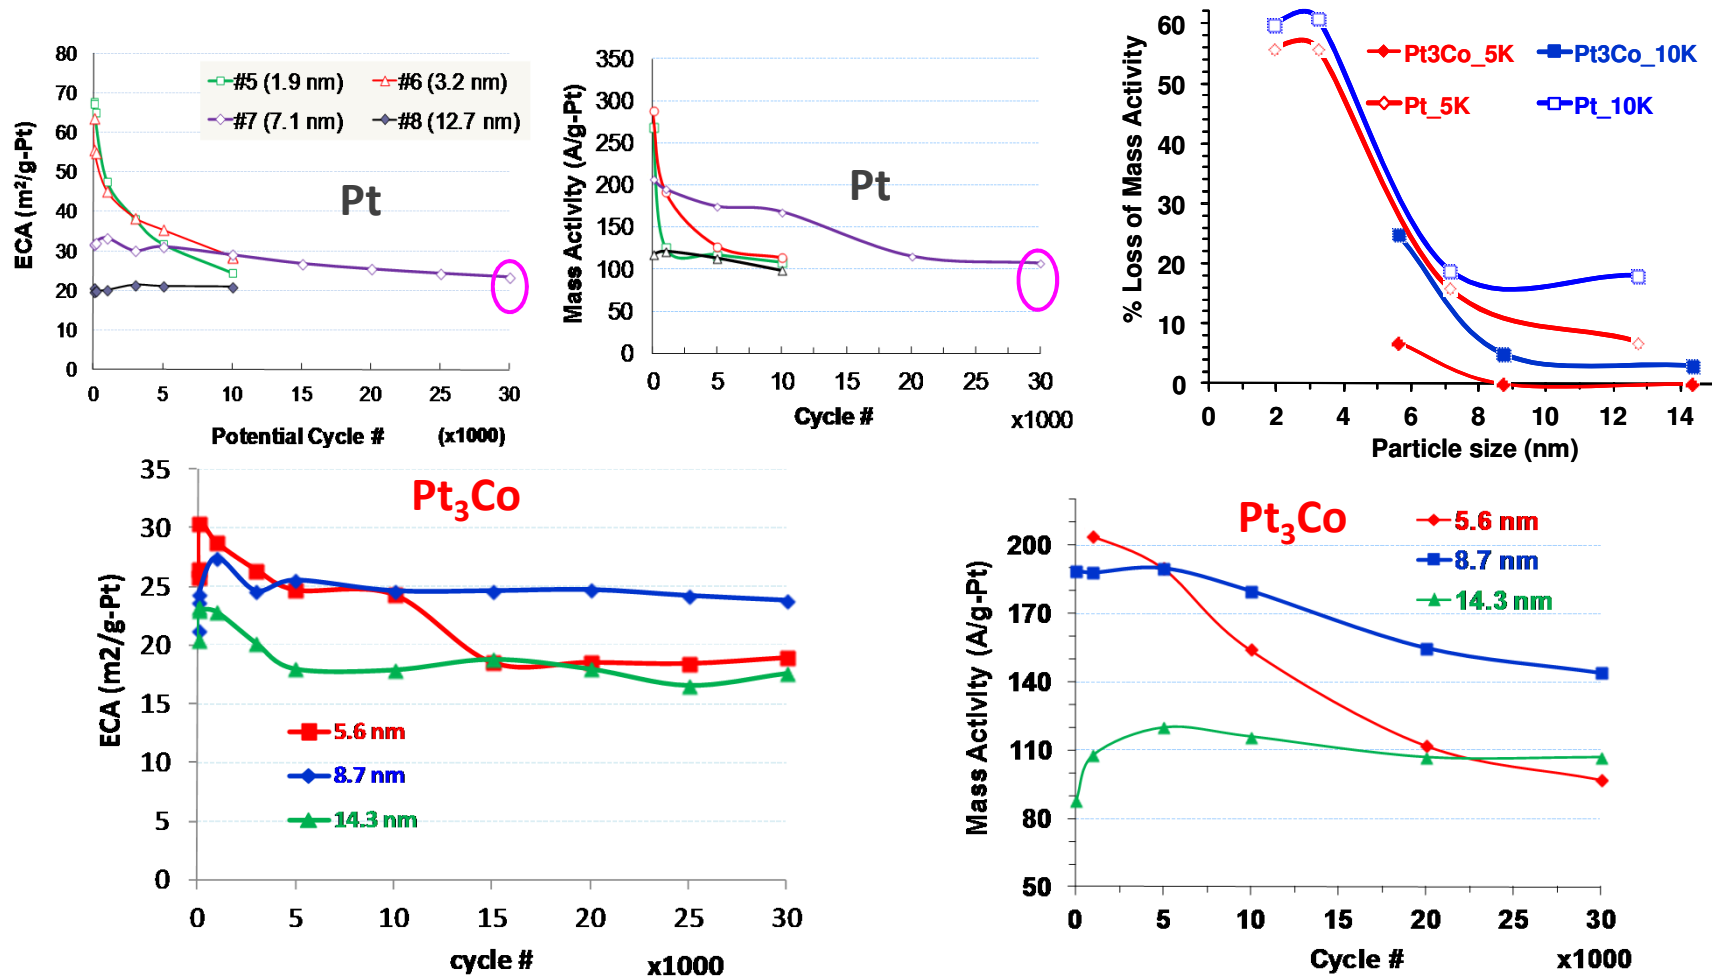 80
70
60
50
40
30
20
10
0
ECA (m²/g-Pt)
#5 (1.9 nm)
#6 (3.2 nm)
#7 (7.1 nm)
#8 (12.7 nm)
Pt
0 5 10 15 20 25 30
Potential Cycle # (x1000)
350
300
250
200
150
100
50
0
Mass Activity (A/g-Pt)
Pt
0 5 10 15 20 25 30
Cycle # x1000
60
50
40
30
20
10
0
% Loss of Mass Activity
Pt3Co_5K
Pt3Co_10K
Pt_5K
Pt_10K
0 2 4 6 8 10 12 14
Particle size (nm)
35
30
25
20
15
10
5
0
ECA (m2/g-Pt)
Pt₃Co
5.6 nm
8.7 nm
14.3 nm
0 5 10 15 20 25 30
cycle # x1000
200
170
140
110
80
50
Mass Activity (A/g-Pt)
Pt₃Co
5.6 nm
8.7 nm
14.3 nm
0 5 10 15 20 25 30
Cycle # x1000